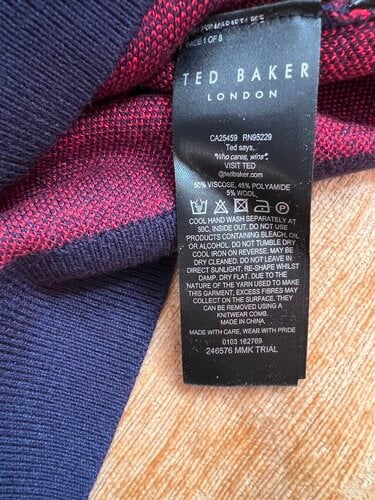 PAGE 1 OF 8
TED BAKER
LONDON
CA25459 RN95229
Ted says,
"Who cares, wins".
VISIT TED
@tedbaker.com
50% VISCOSE, 45% POLYAMIDE
5% WOOL
COOL HAND WASH SEPARATELY AT
30C, INSIDE OUT. DO NOT USE
PRODUCTS CONTAINING BLEACH, OIL
OR ALCOHOL. DO NOT TUMBLE DRY.
COOL IRON ON REVERSE. MAY BE
DRY CLEANED. DO NOT LEAVE IN
DIRECT SUNLIGHT. RE-SHAPE WHILST
DAMP. DRY FLAT. DUE TO THE
NATURE OF THE YARN USED TO MAKE
THIS GARMENT, EXCESS FIBRES MAY
COLLECT ON THE SURFACE. THEY
CAN BE REMOVED USING A
KNITWEAR COMB.
MADE IN CHINA.
MADE WITH CARE, WEAR WITH PRIDE
0103 162769
246576 MMK TRIAL